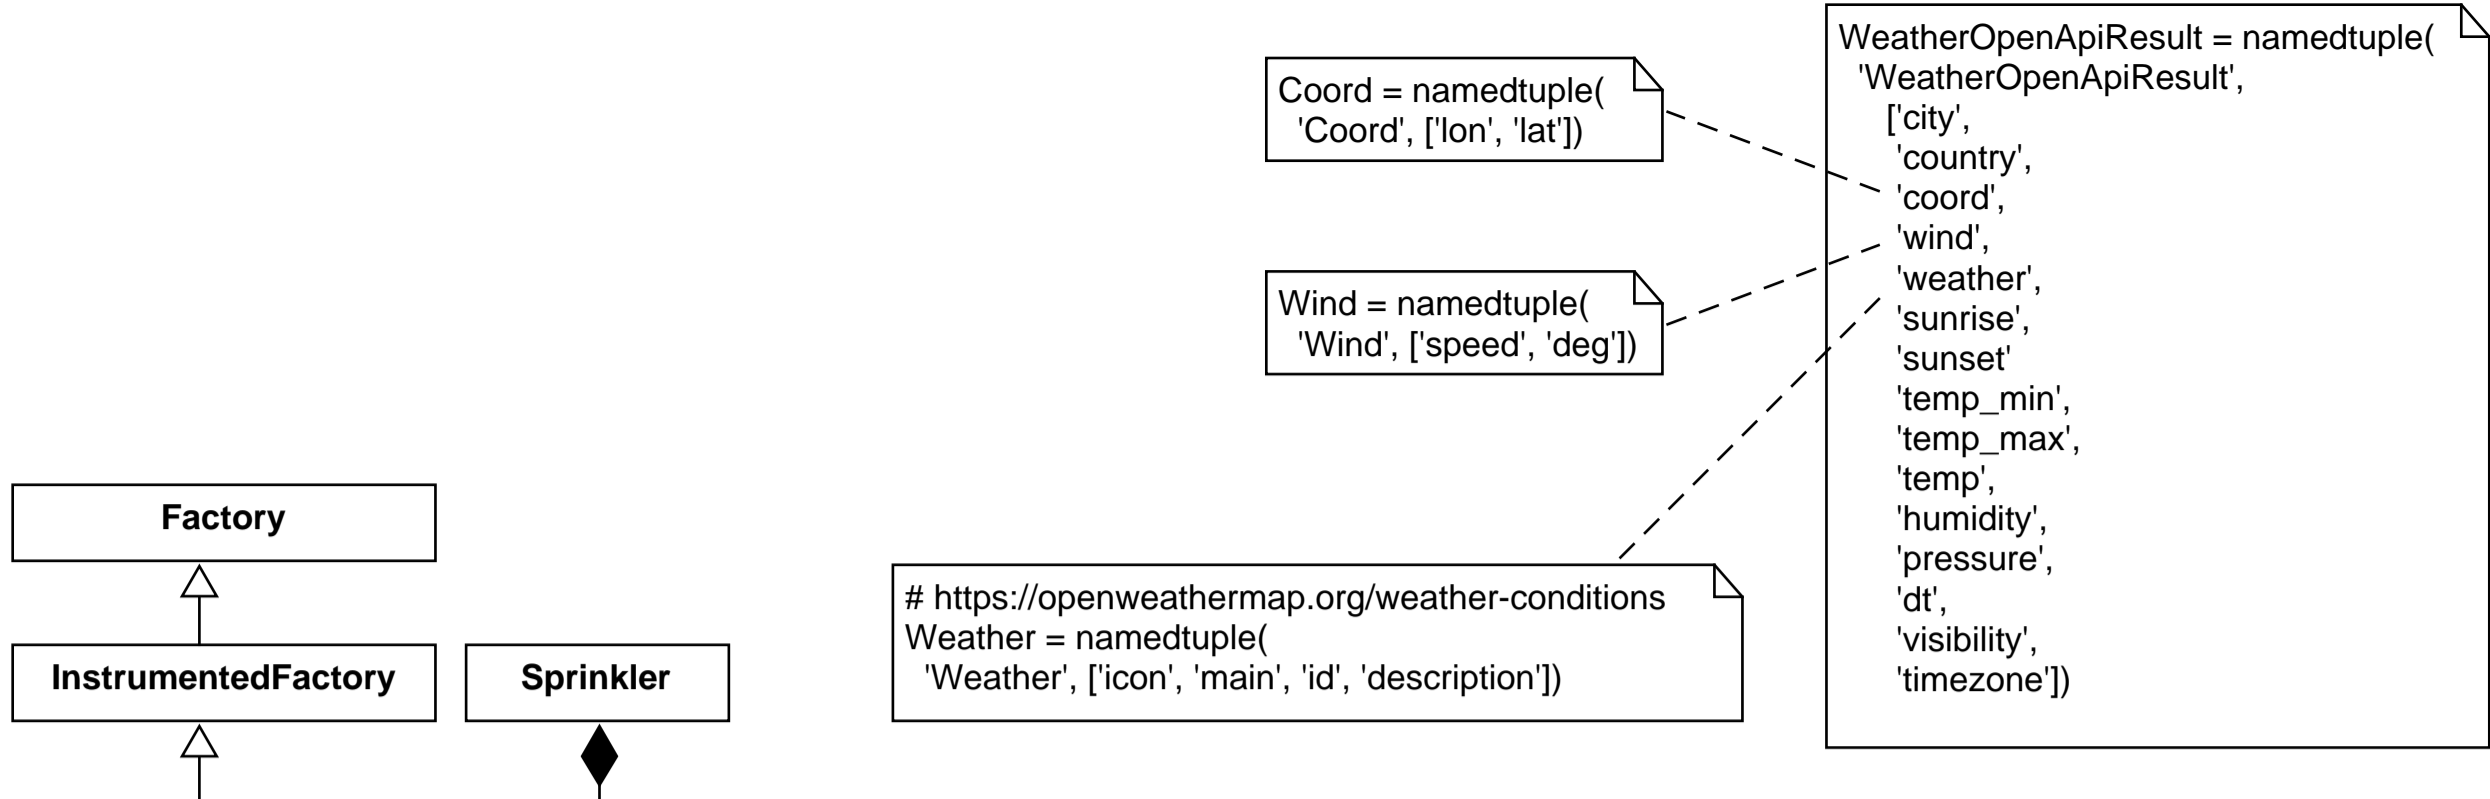 WeatherOpenApiResult = namedtuple(
'WeatherOpenApiResult',
['city',
'country',
'coord',
'wind',
'weather',
'sunrise',
'sunset'
'temp_min',
'temp_max',
'temp',
'humidity',
'pressure',
'dt',
'visibility',
'timezone'])
Coord = namedtuple(
'Coord', ['lon', 'lat'])
Wind = namedtuple(
'Wind', ['speed', 'deg'])
# https://openweathermap.org/weather-conditions
Weather = namedtuple(
'Weather', ['icon', 'main', 'id', 'description'])
Factory
InstrumentedFactory
Sprinkler